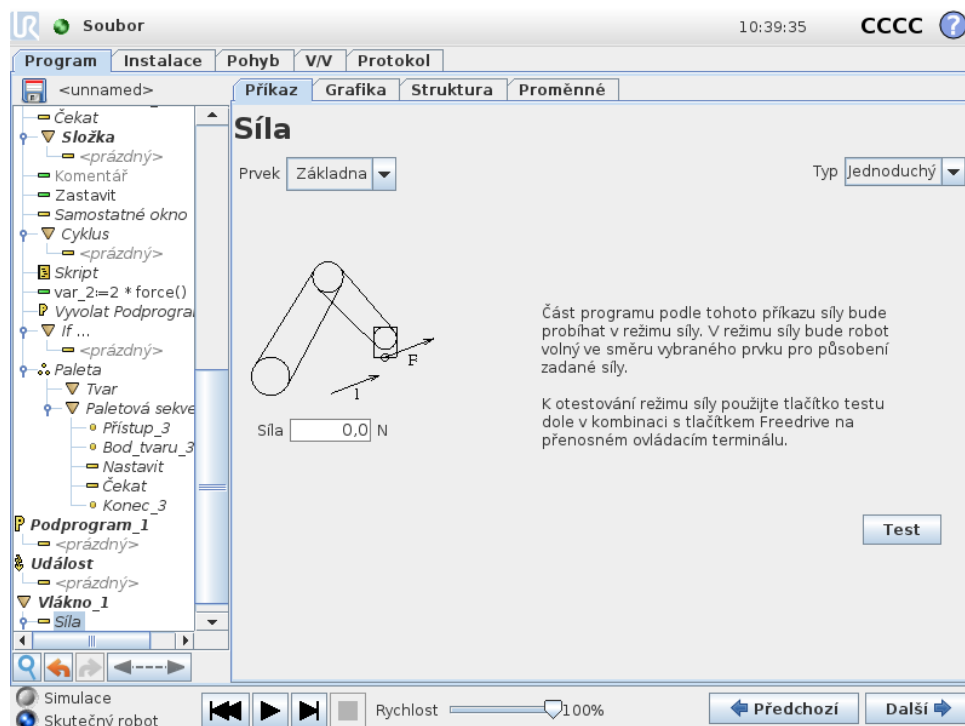 UR Soubor 10:39:35 CCCC ?
Program Instalace Pohyb V/V Protokol
<unnamed>
Příkaz Grafika Struktura Proměnné
Čekat
Složka
<prázdný>
Komentář
Zastavit
Samostatné okno
Cyklus
<prázdný>
Skript
var_2:=2 * force()
P Vyvolat Podprogra
If ...
<prázdný>
Paleta
Tvar
Paletová sekve
Přístup_3
Bod_tvaru_3
Nastavit
Čekat
Konec_3
P Podprogram_1
<prázdný>
Událost
<prázdný>
Vlákno_1
Síla
Síla
Prvek Základna
Typ Jednoduchý
F
1
Síla 0,0 N
Část programu podle tohoto příkazu síly bude
probíhat v režimu síly. V režimu síly bude robot
volný ve směru vybraného prvku pro působení
zadané síly.
K otestování režimu síly použijte tlačítko testu
dole v kombinaci s tlačítkem Freedrive na
přenosném ovládacím terminálu.
Test
Simulace
Skutečný robot
Rychlost 100%
Předchozí Další